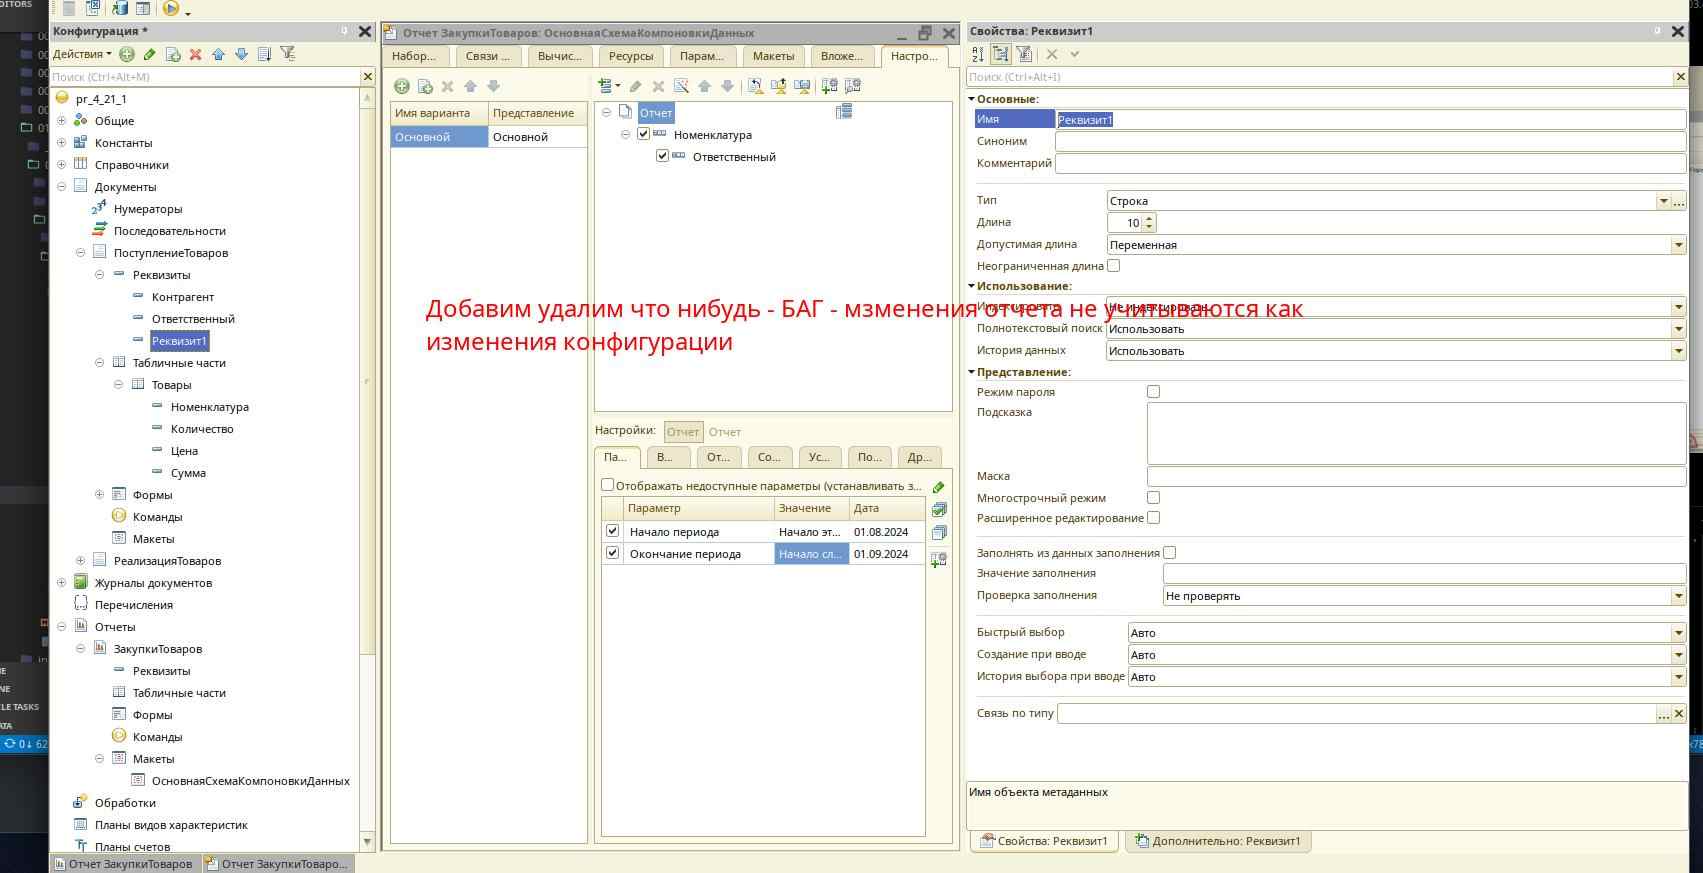 DITORS
Конфигурация *
Действия
Поиск (Ctrl+Alt+M)
pr_4_21_1
Общие
Константы
Справочники
Документы
Нумераторы
Последовательности
ПоступлениеТоваров
Реквизиты
Контрагент
Ответственный
Реквизит1
Табличные части
Товары
Номенклатура
Количество
Цена
Сумма
Формы
Команды
Макеты
РеализацияТоваров
Журналы документов
Перечисления
Отчеты
ЗакупкиТоваров
Реквизиты
Табличные части
Формы
Команды
Макеты
ОсновнаяСхемаКомпоновкиДанных
Обработки
Планы видов характеристик
Планы счетов
Отчет ЗакупкиТоваров
Отчет ЗакупкиТоваро...
Отчет ЗакупкиТоваров: ОсновнаяСхемаКомпоновкиДанных
Набор... Связи ... Вычис... Ресурсы Парам... Макеты Вложе... Настро...
Имя варианта Представление
Основной Основной
Отчет
Номенклатура
Ответственный
Добавим удалим что нибудь - БАГ - мзменения отчета не учитываются как
изменения конфигурации
Настройки: Отчет Отчет
Па... В... От... Со... Ус... По... Др...
Отображать недоступные параметры (устанавливать з...
Параметр Значение Дата
Начало периода Начало эт... 01.08.2024
Окончание периода Начало сл... 01.09.2024
Свойства: Реквизит1
Поиск (Ctrl+Alt+I)
Основные:
Имя Реквизит1
Синоним
Комментарий
Тип Строка
Длина 10
Допустимая длина Переменная
Неограниченная длина
Использование:
Индексировать Не индексировать
Полнотекстовый поиск Использовать
История данных Использовать
Представление:
Режим пароля
Подсказка
Маска
Многострочный режим
Расширенное редактирование
Заполнять из данных заполнения
Значение заполнения
Проверка заполнения Не проверять
Быстрый выбор Авто
Создание при вводе Авто
История выбора при вводе Авто
Связь по типу
Имя объекта метаданных
Свойства: Реквизит1 Дополнительно: Реквизит1
LE TASKS